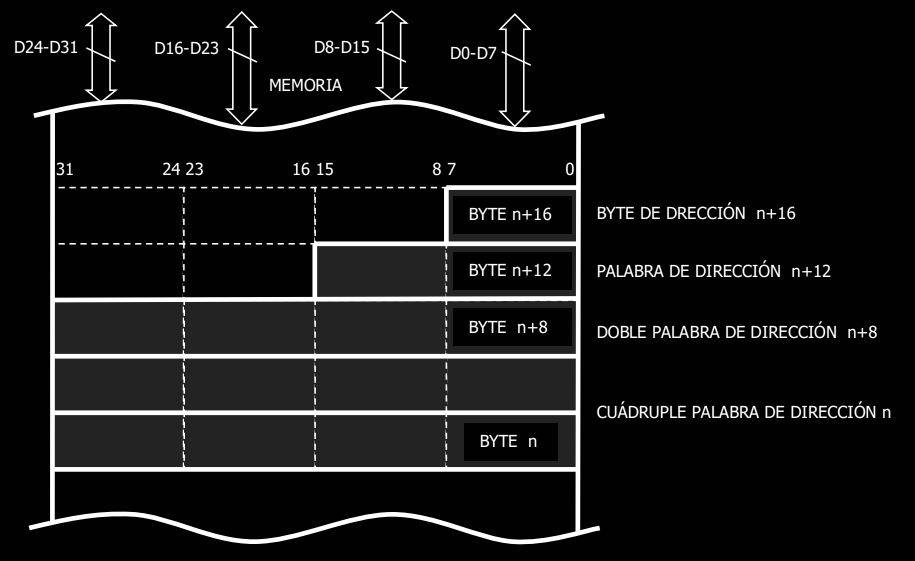 D24-D31 D16-D23 D8-D15 D0-D7
MEMORIA
31 24 23 16 15 8 7 0
BYTE n+16 BYTE DE DRECCIÓN n+16
BYTE n+12 PALABRA DE DIRECCIÓN n+12
BYTE n+8 DOBLE PALABRA DE DIRECCIÓN n+8
CUÁDRUPLE PALABRA DE DIRECCIÓN n
BYTE n